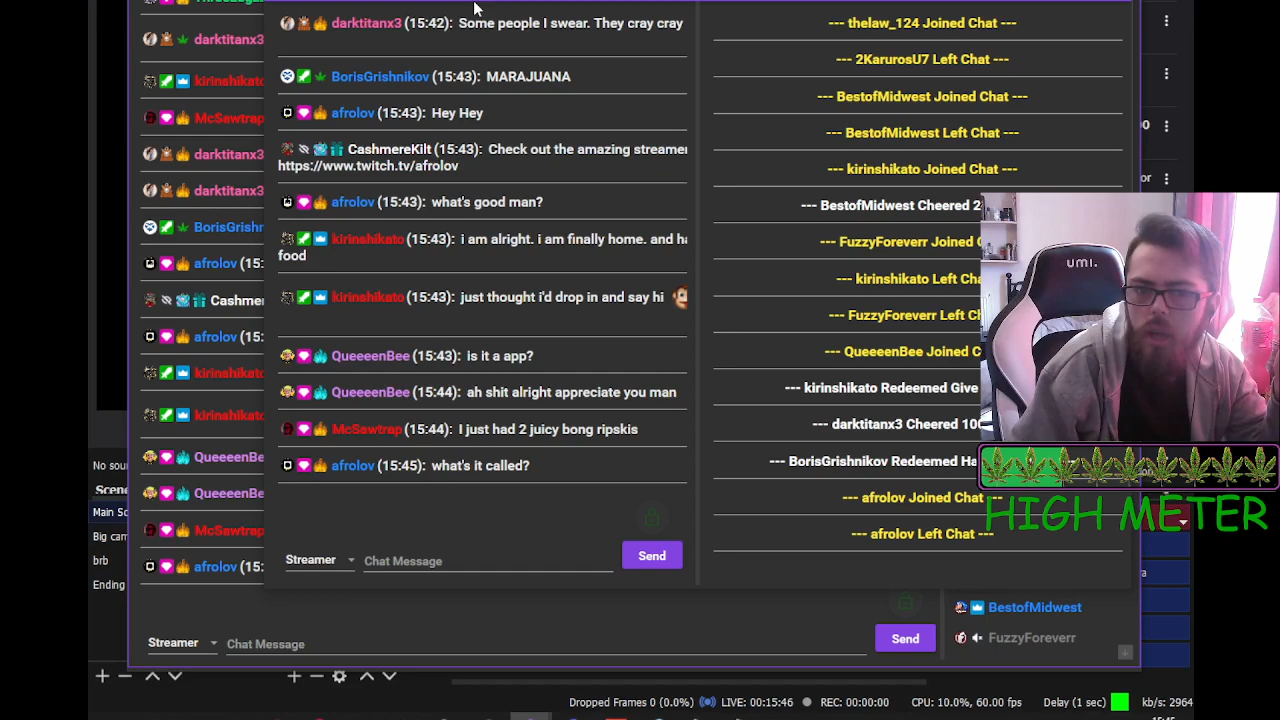 darktitanx3
kirinshikato
McSawtrap
darktitanx3
darktitanx3
BorisGrishn
afrolov (15:
Cashme
afrolov (15:
kirinshikato
kirinshikato
QueeeenBe
QueeeenBe
McSawtrap
afrolov (15:
darktitanx3 (15:42): Some people I swear. They cray cray
BorisGrishnikov (15:43): MARAJUANA
afrolov (15:43): Hey Hey
CashmereKilt (15:43): Check out the amazing streamer
https://www.twitch.tv/afrolov
afrolov (15:43): what's good man?
kirinshikato (15:43): i am alright. i am finally home. and ha
food
kirinshikato (15:43): just thought i'd drop in and say hi
QueeeenBee (15:43): is it a app?
QueeeenBee (15:44): ah shit alright appreciate you man
McSawtrap (15:44): I just had 2 juicy bong ripskis
afrolov (15:45): what's it called?
Streamer
Chat Message
Send
--- thelaw_124 Joined Chat ---
--- 2KarurosU7 Left Chat ---
--- BestofMidwest Joined Chat ---
--- BestofMidwest Left Chat ---
--- kirinshikato Joined Chat ---
--- BestofMidwest Cheered 2
--- FuzzyForeverr Joined C
--- kirinshikato Left Cha
--- FuzzyForeverr Left Ch
--- QueeeenBee Joined C
--- kirinshikato Redeemed Give
--- darktitanx3 Cheered 10
--- BorisGrishnikov Redeemed Ha
--- afrolov Joined Chat ---
--- afrolov Left Chat ---
umi.
HIGH METER
No sou
Scene
Main Sc
Big cam
brb
Ending
Streamer
Chat Message
Send
BestofMidwest
FuzzyForeverr
Dropped Frames 0 (0.0%)
LIVE: 00:15:46
REC: 00:00:00
CPU: 10.0%, 60.00 fps
Delay (1 sec)
kb/s: 2964